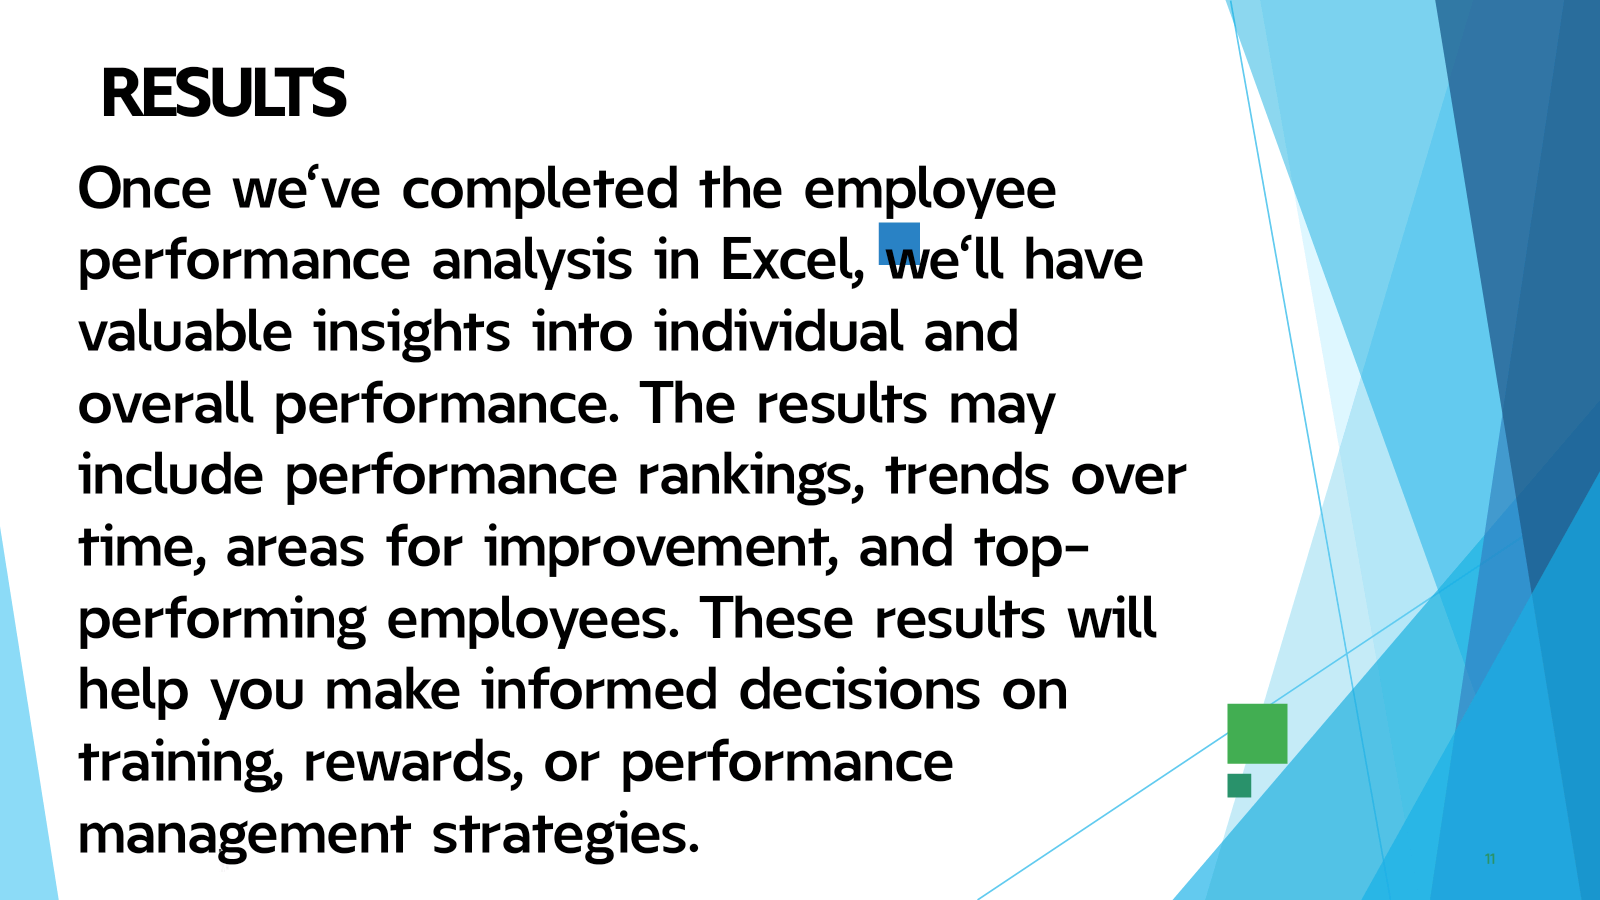 RESULTS
Once we‘ve completed the employee
performance analysis in Excel, we‘ll have
valuable insights into individual and
overall performance. The results may
include performance rankings, trends over
time, areas for improvement, and top-
performing employees. These results will
help you make informed decisions on
training, rewards, or performance
management strategies.
11